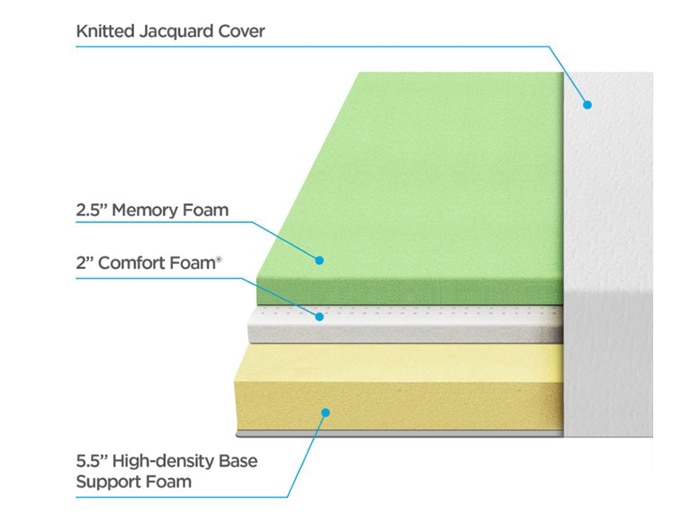 Knitted Jacquard Cover
2.5” Memory Foam
2” Comfort Foam®
5.5” High-density Base
Support Foam